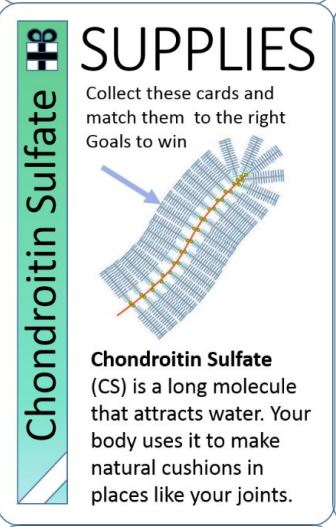 SUPPLIES
Collect these cards and
match them to the right
Goals to win
Chondroitin Sulfate
Chondroitin Sulfate
(CS) is a long molecule
that attracts water. Your
body uses it to make
natural cushions in
places like your joints.